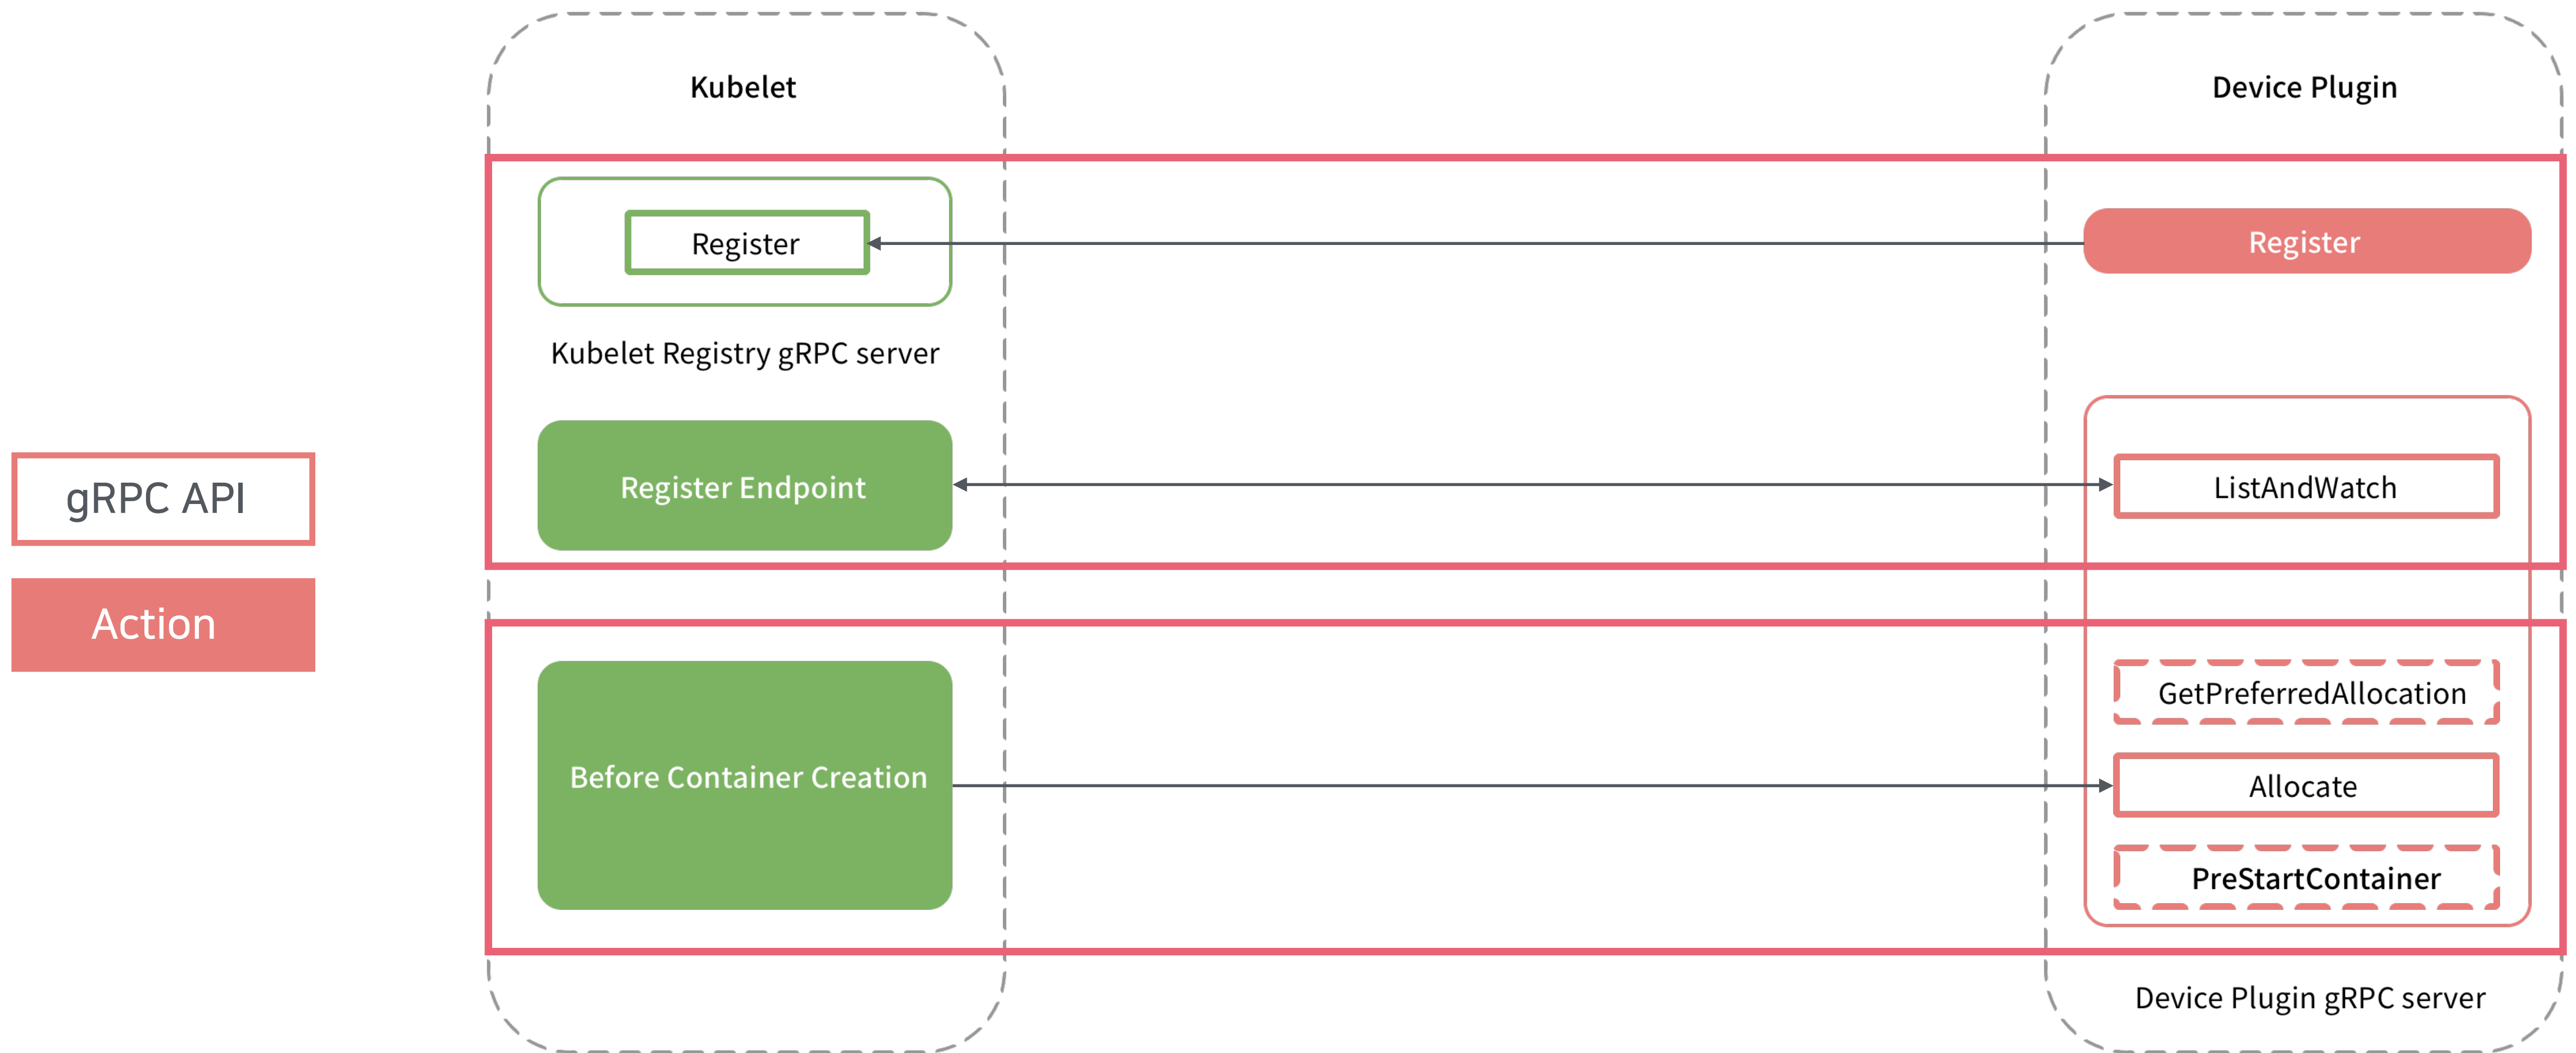 Kubelet
Device Plugin
Register
Register
Kubelet Registry gRPC server
gRPC API
Register Endpoint
ListAndWatch
Action
Before Container Creation
GetPreferredAllocation
Allocate
PreStartContainer
Device Plugin gRPC server